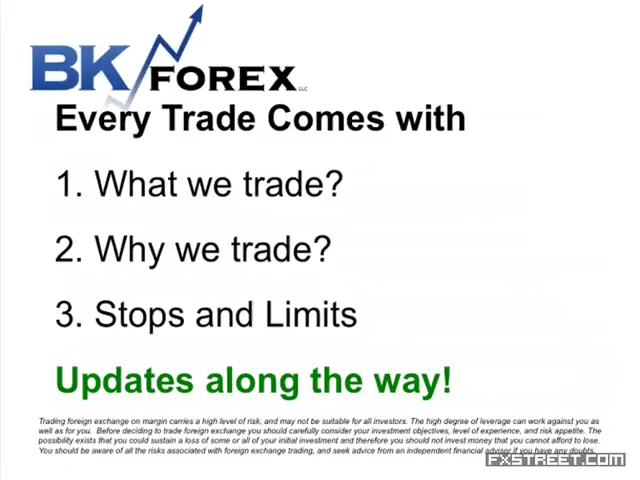 BK FOREX LLC
Every Trade Comes with
1. What we trade?
2. Why we trade?
3. Stops and Limits
Updates along the way!
Trading foreign exchange on margin carries a high level of risk, and may not be suitable for all investors. The high degree of leverage can work against you as
well as for you. Before deciding to trade foreign exchange you should carefully consider your investment objectives, level of experience, and risk appetite. The
possibility exists that you could sustain a loss of some or all of your initial investment and therefore you should not invest money that you cannot afford to lose.
You should be aware of all the risks associated with foreign exchange trading, and seek advice from an independent financial advisor if you have any doubts.
FXSTREET.COM